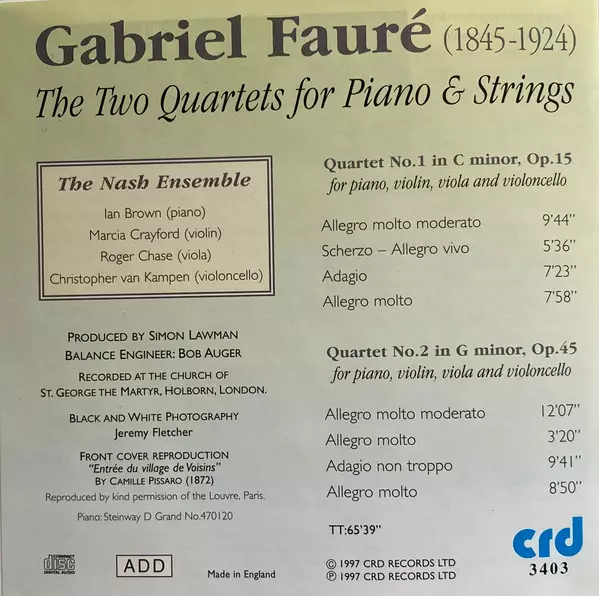 Gabriel Fauré (1845-1924)
The Two Quartets for Piano & Strings
The Nash Ensemble
Ian Brown (piano)
Marcia Crayford (violin)
Roger Chase (viola)
Christopher van Kampen (violoncello)
PRODUCED BY SIMON LAWMAN
BALANCE ENGINEER: BOB AUGER
RECORDED AT THE CHURCH OF
ST. GEORGE THE MARTYR, HOLBORN, LONDON.
BLACK AND WHITE PHOTOGRAPHY
Jeremy Fletcher
FRONT COVER REPRODUCTION
"Entrée du village de Voisins"
BY CAMILLE PISSARO (1872)
Reproduced by kind permission of the Louvre, Paris.
Piano: Steinway D Grand No.470120
Quartet No.1 in C minor, Op.15
for piano, violin, viola and violoncello
Allegro molto moderato 9'44"
Scherzo – Allegro vivo 5'36"
Adagio 7'23"
Allegro molto 7'58"
Quartet No.2 in G minor, Op.45
for piano, violin, viola and violoncello
Allegro molto moderato 12'07"
Allegro molto 3'20"
Adagio non troppo 9'41"
Allegro molto 8'50"
TT:65'39"
COMPACT
disc
DIGITAL AUDIO
ADD
Made in England
© 1997 CRD RECORDS LTD
℗ 1997 CRD RECORDS LTD
crd
3403